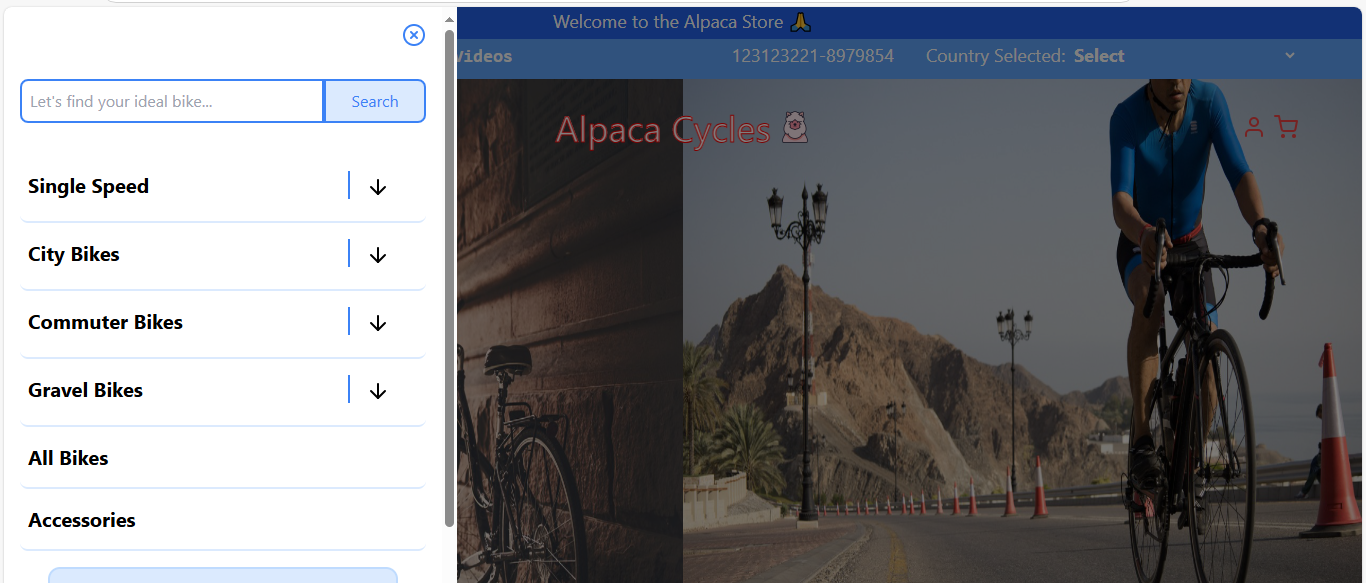 Welcome to the Alpaca Store 🙏
Videos
123123221-8979854
Country Selected: Select
Let's find your ideal bike...
Search
Alpaca Cycles
Single Speed
City Bikes
Commuter Bikes
Gravel Bikes
All Bikes
Accessories